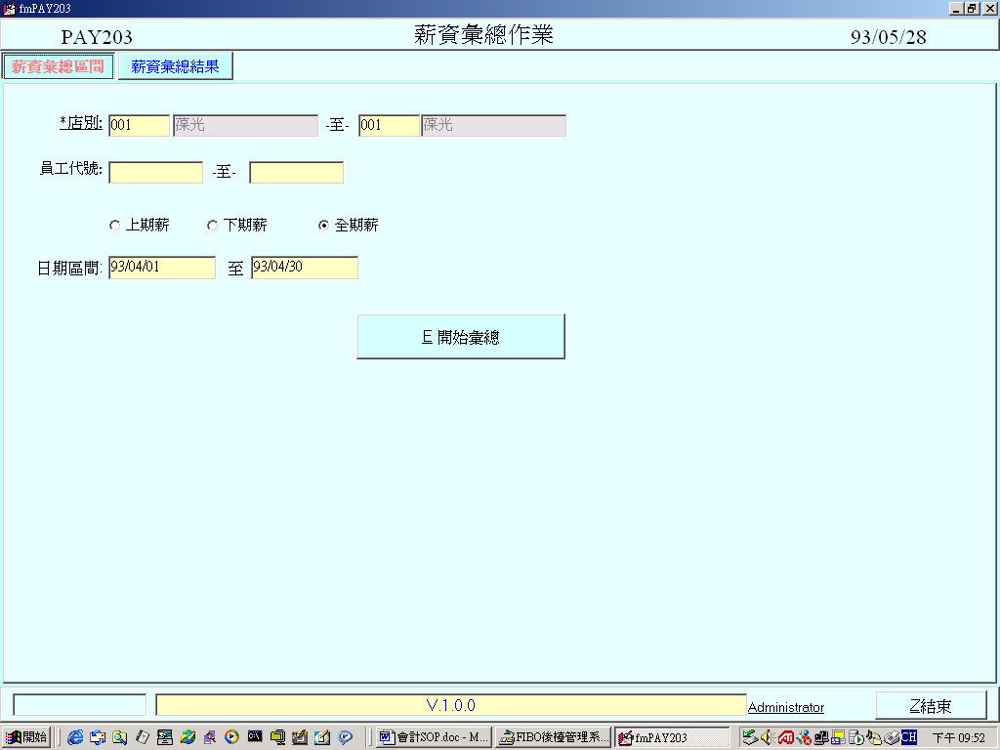 fmPAY203
PAY203 薪資彙總作業 93/05/28
薪資彙總區間 薪資彙總結果
*店別: 001 葆光 -至- 001 葆光
員工代號: -至-
上期薪 下期薪 全期薪
日期區間: 93/04/01 至 93/04/30
E 開始彙總
V.1.0.0 Administrator Z結束
開始 會計SOP.doc - M... FIBO後檯管理系... fmPAY203 CH 下午 09:52